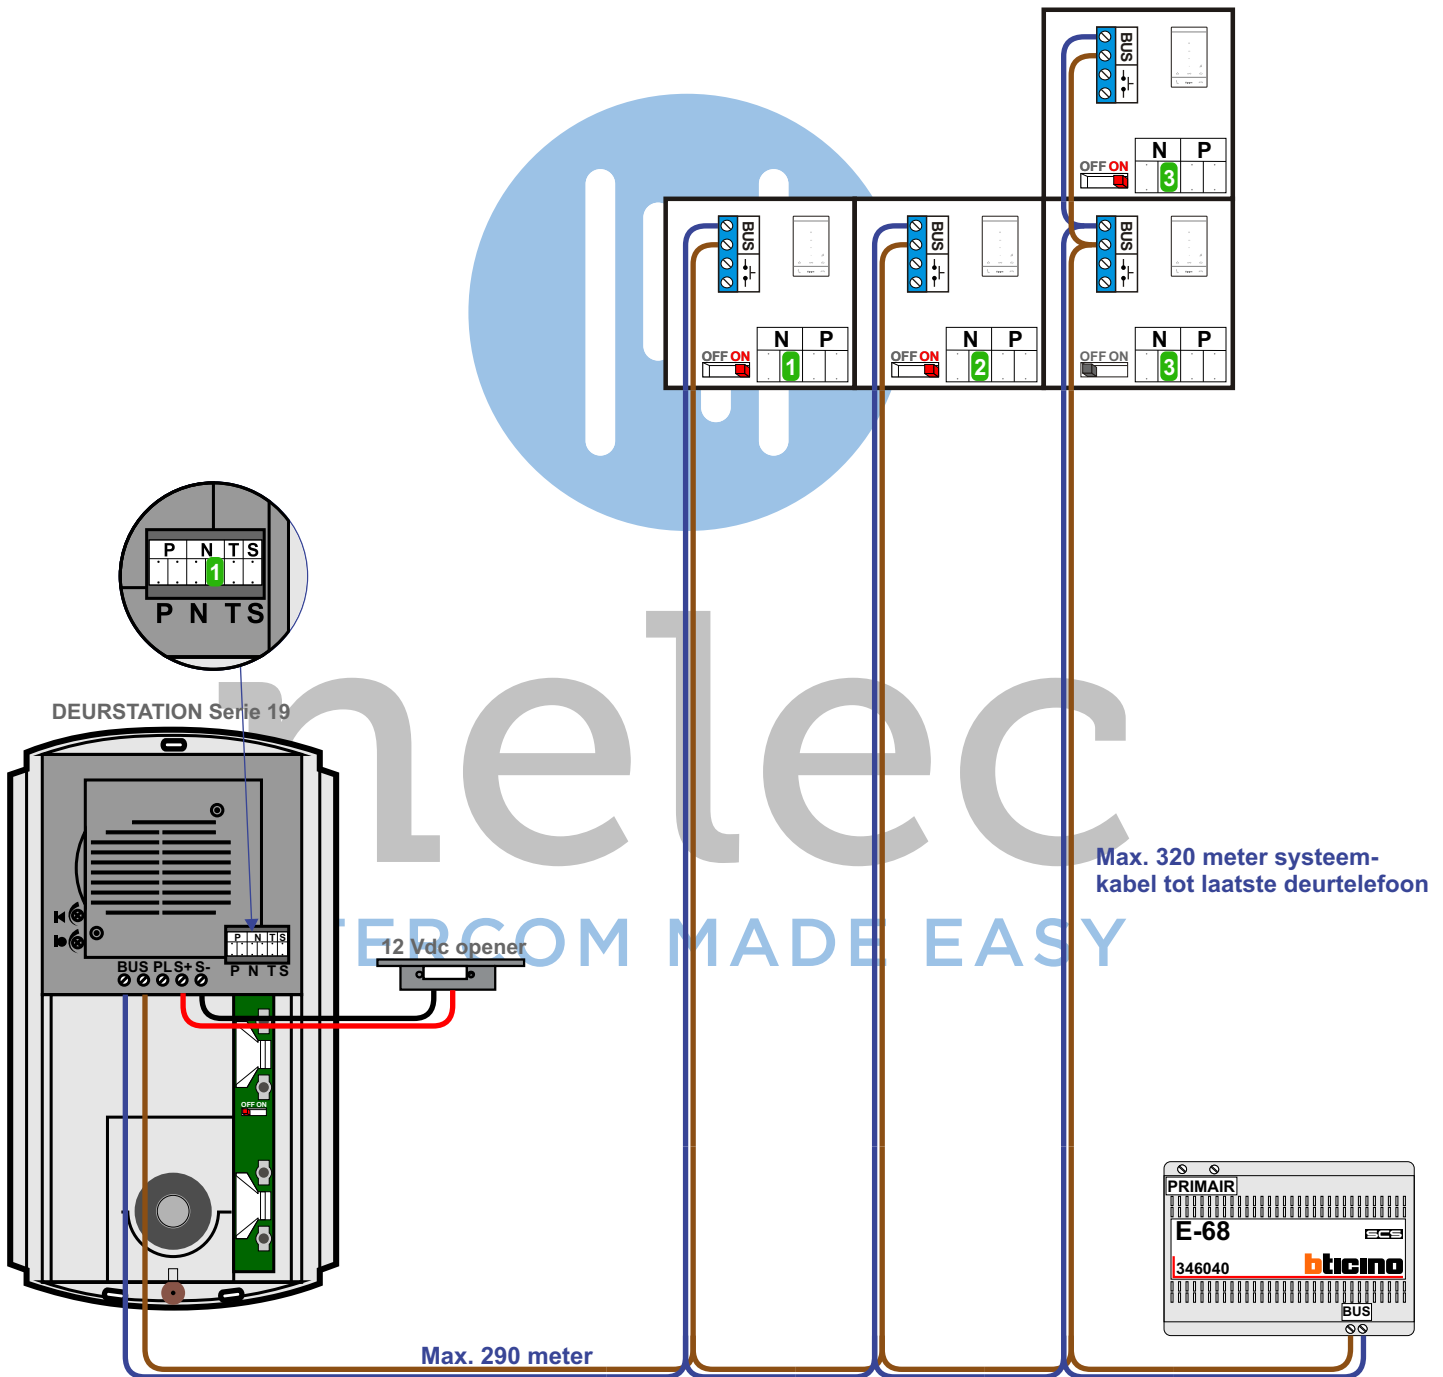 BUS
OFF ON
N P
3
BUS
OFF ON
N P
1
BUS
OFF ON
N P
2
BUS
OFF ON
N P
3
P N T S
1
P N T S
nelec
INTERCOM MADE EASY
DEURSTATION Serie 19
P N T S
P N T S
BUS PL S+ S-
12 Vdc opener
OFF ON
Max. 320 meter systeem-
kabel tot laatste deurtelefoon
Max. 290 meter
PRIMAIR
E-68
SCS
346040
bticino
BUS